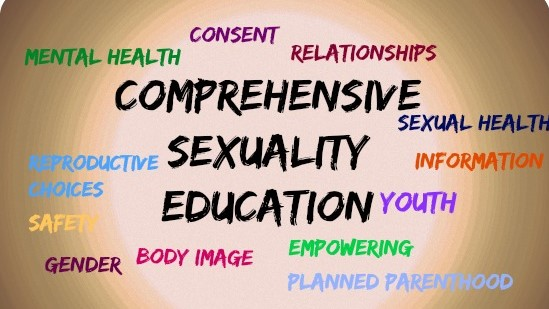 CONSENT
MENTAL HEALTH
RELATIONSHIPS
COMPREHENSIVE
SEXUAL HEALTH
SEXUALITY
REPRODUCTIVE
CHOICES
INFORMATION
EDUCATION
YOUTH
SAFETY
EMPOWERING
GENDER
BODY IMAGE
PLANNED PARENTHOOD